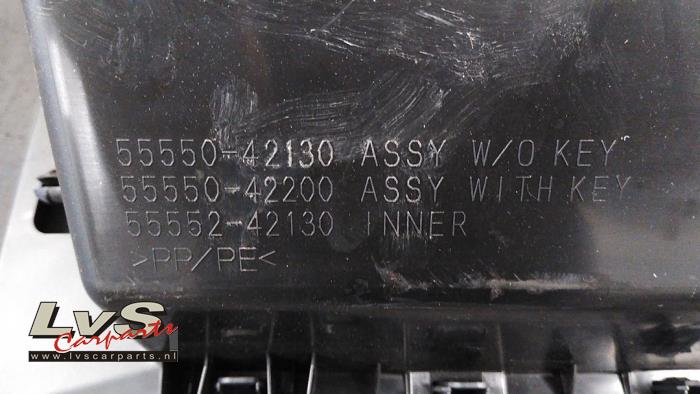 55550-42130 ASSY W/O KEY
55550-42200 ASSY WITH KEY
55552-42130 INNER
>PP/PE<
LvS
Carparts
www.lvscarparts.nl